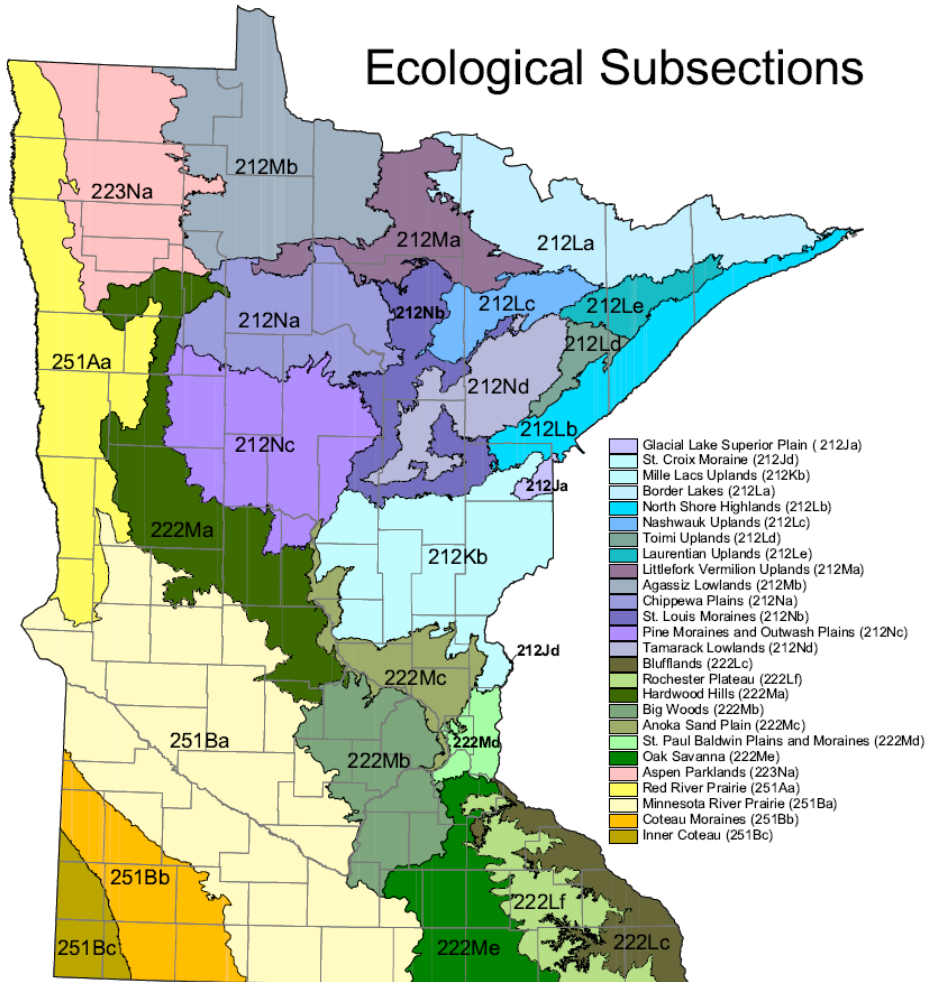 Ecological Subsections
212Mb
223Na
212Ma
212La
212Na
212Nb
212Lc
212Le
212Ld
251Aa
212Nd
212Nc
212Lb
212Ja
222Ma
212Kb
212Jd
222Mc
251Ba
222Mb
222Md
251Bb
222Lf
251Bc
222Me
222Lc
Glacial Lake Superior Plain ( 212Ja)
St. Croix Moraine (212Jd)
Mille Lacs Uplands (212Kb)
Border Lakes (212La)
North Shore Highlands (212Lb)
Nashwauk Uplands (212Lc)
Toimi Uplands (212Ld)
Laurentian Uplands (212Le)
Littlefork Vermilion Uplands (212Ma)
Agassiz Lowlands (212Mb)
Chippewa Plains (212Na)
St. Louis Moraines (212Nb)
Pine Moraines and Outwash Plains (212Nc)
Tamarack Lowlands (212Nd)
Blufflands (222Lc)
Rochester Plateau (222Lf)
Hardwood Hills (222Ma)
Big Woods (222Mb)
Anoka Sand Plain (222Mc)
St. Paul Baldwin Plains and Moraines (222Md)
Oak Savanna (222Me)
Aspen Parklands (223Na)
Red River Prairie (251Aa)
Minnesota River Prairie (251Ba)
Coteau Moraines (251Bb)
Inner Coteau (251Bc)